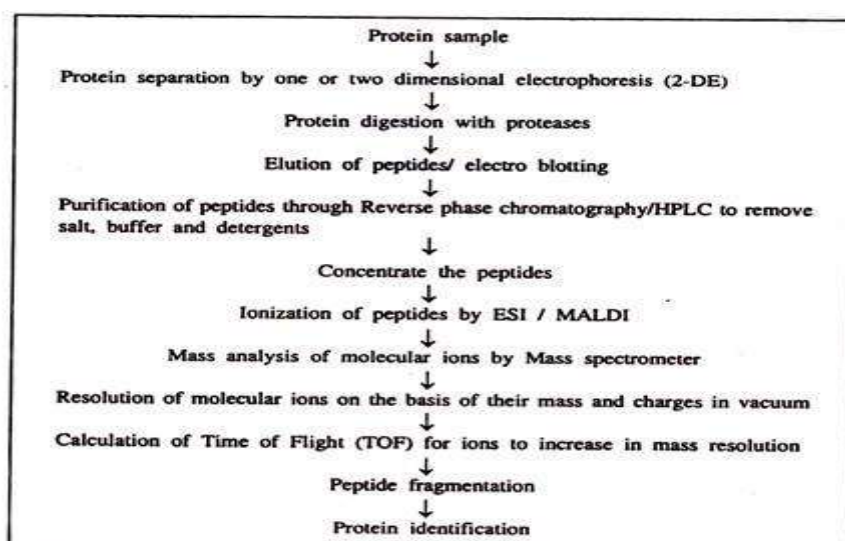 Protein sample
Protein separation by one or two dimensional electrophoresis (2-DE)
Protein digestion with proteases
Elution of peptides/ electro blotting
Purification of peptides through Reverse phase chromatography/HPLC to remove
salt, buffer and detergents
Concentrate the peptides
Ionization of peptides by ESI / MALDI
Mass analysis of molecular ions by Mass spectrometer
Resolution of molecular ions on the basis of their mass and charges in vacuum
Calculation of Time of Flight (TOF) for ions to increase in mass resolution
Peptide fragmentation
Protein identification